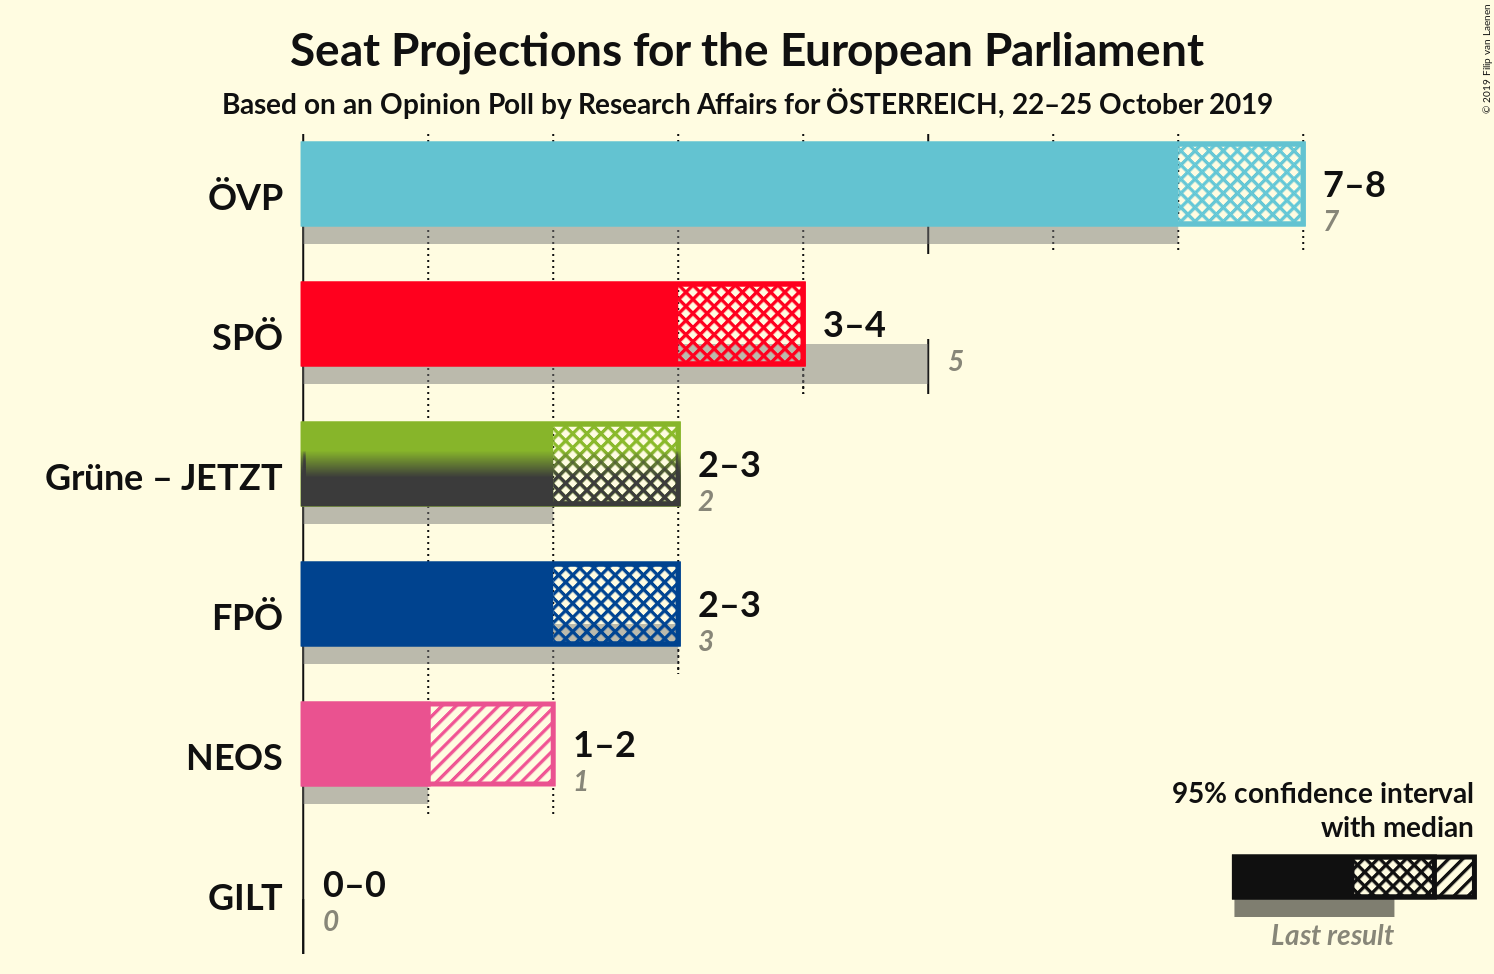 Seat Projections for the European Parliament
Based on an Opinion Poll by Research Affairs for ÖSTERREICH, 22–25 October 2019
© 2019 Filip van Laenen
ÖVP
7–8
7
SPÖ
3–4
5
Grüne – JETZT
2–3
2
FPÖ
2–3
3
NEOS
1–2
1
GILT
0–0
0
95% confidence interval
with median
Last result